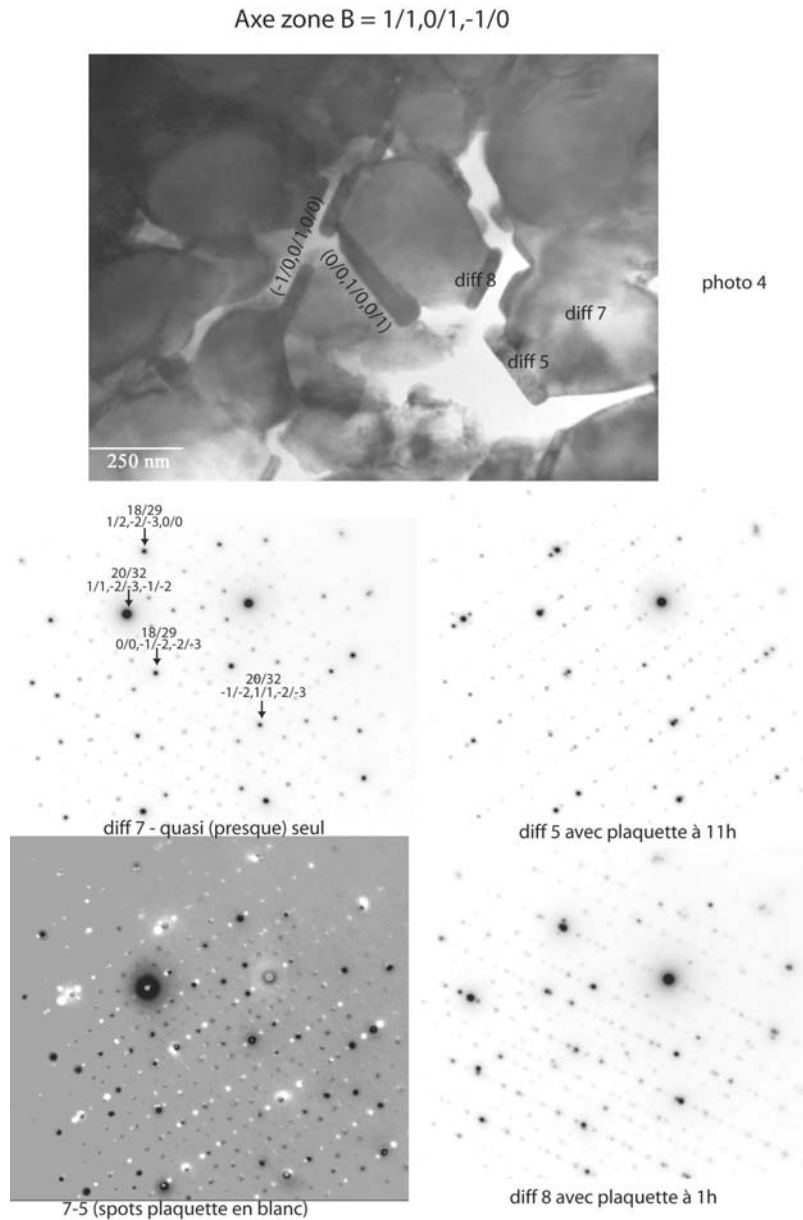 Axe zone B = 1/1,0/1,-1/0
(-1/0,0/1,0/0)
(0/0,1/0,0/1)
diff 8
diff 7
diff 5
photo 4
250 nm
18/29
1/2,-2/-3,0/0
20/32
1/1,-2/-3,-1/-2
18/29
0/0,-1/-2,-2/-3
20/32
-1/-2,1/1,-2/-3
diff 7 - quasi (presque) seul
diff 5 avec plaquette à 11h
7-5 (spots plaquette en blanc)
diff 8 avec plaquette à 1h